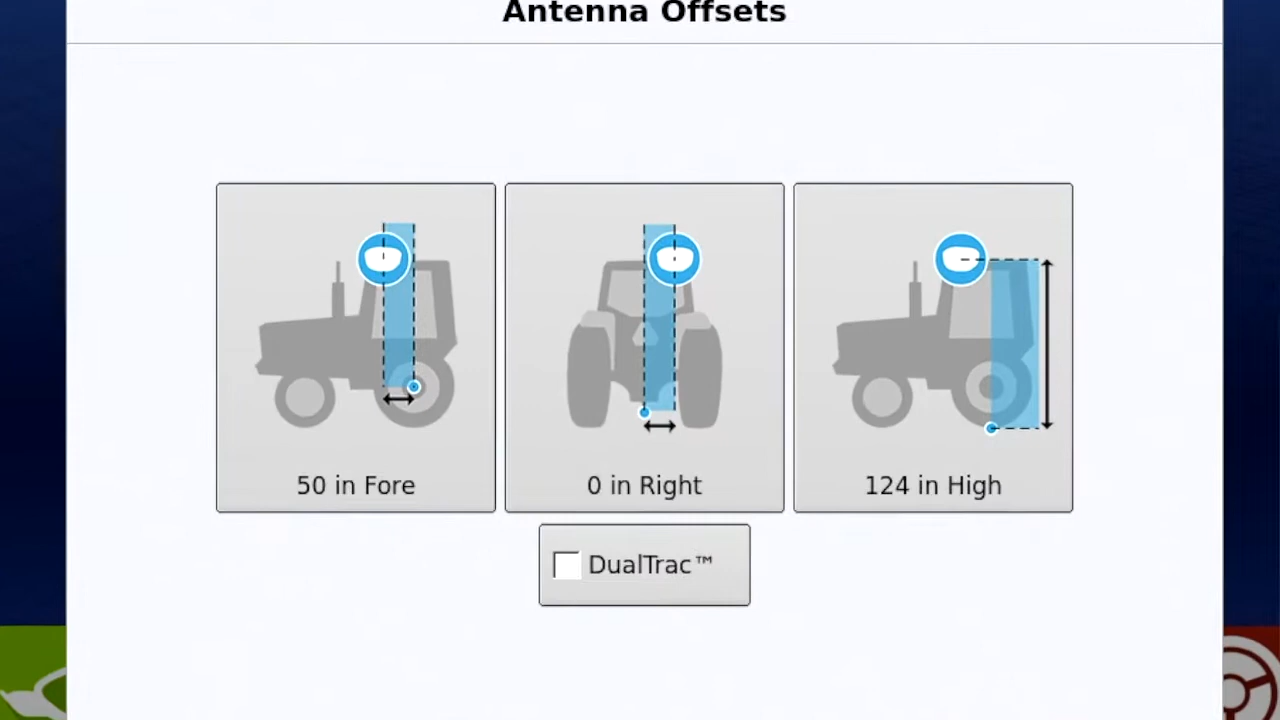 Antenna Offsets
50 in Fore
0 in Right
124 in High
DualTrac™